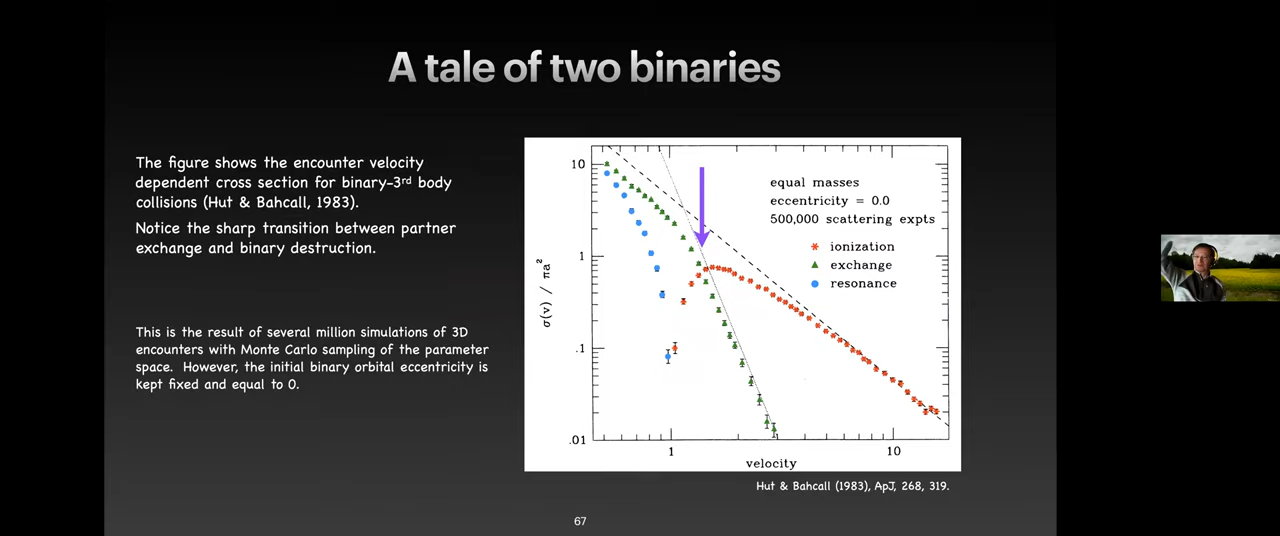 A tale of two binaries
The figure shows the encounter velocity
dependent cross section for binary-3rd body
collisions (Hut & Bahcall, 1983).
Notice the sharp transition between partner
exchange and binary destruction.
This is the result of several million simulations of 3D
encounters with Monte Carlo sampling of the parameter
space. However, the initial binary orbital eccentricity is
kept fixed and equal to 0.
σ(v) / πa²
10
1
.1
.01
equal masses
eccentricity = 0.0
500,000 scattering expts
ionization
exchange
resonance
1
10
velocity
Hut & Bahcall (1983), ApJ, 268, 319.
67